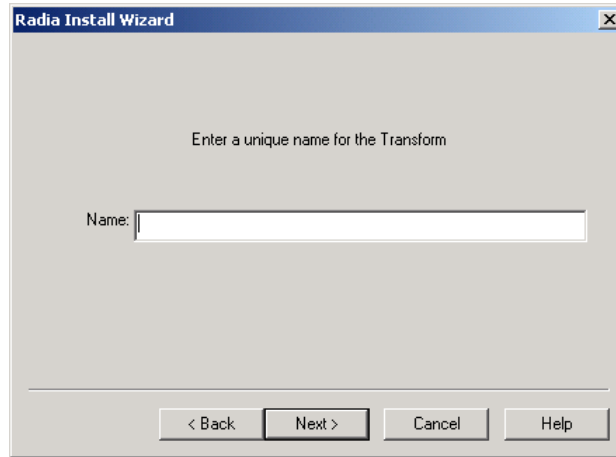 Radia Install Wizard
Enter a unique name for the Transform
Name:
< Back Next > Cancel Help